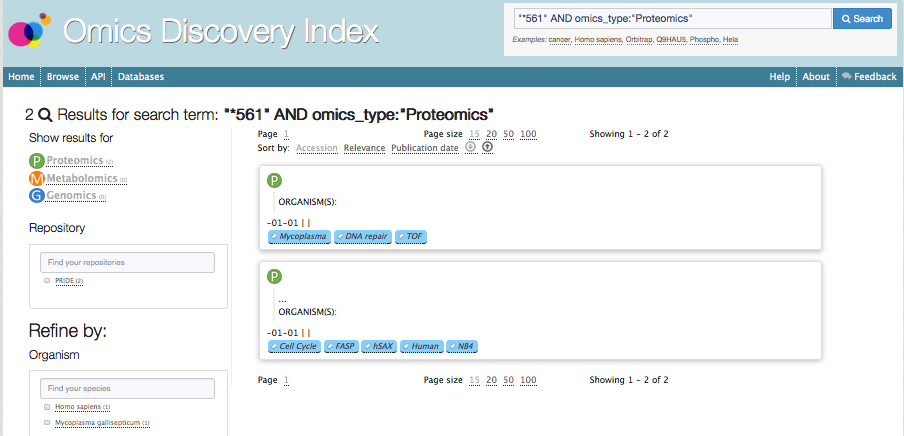 Omics Discovery Index
"*561" AND omics_type:"Proteomics"
Search
Examples: cancer, Homo sapiens, Orbitrap, Q9HAU5, Phospho, Hela
Home Browse API Databases Help About Feedback
2 Results for search term: "*561" AND omics_type:"Proteomics"
Show results for
P Proteomics (2)
M Metabolomics (0)
G Genomics (0)
Repository
Find your repositories
PRIDE (2)
Refine by:
Organism
Find your species
Homo sapiens (1)
Mycoplasma gallisepticum (1)
Page 1 Page size 15 20 50 100 Showing 1 - 2 of 2
Sort by: Accession Relevance Publication date
P
ORGANISM(S):
-01-01 | |
Mycoplasma DNA repair TOF
P
...
ORGANISM(S):
-01-01 | |
Cell Cycle FASP hSAX Human NB4
Page 1 Page size 15 20 50 100 Showing 1 - 2 of 2